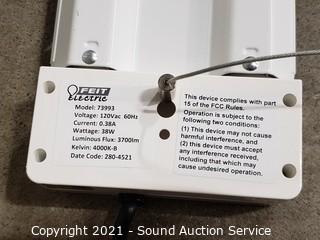 FEIT
Electric
Model: 73993
Voltage: 120Vac 60Hz
Current: 0.38A
Wattage: 38W
Luminous Flux: 3700lm
Kelvin: 4000K-B
Date Code: 280-4521
This device complies with part
15 of the FCC Rules.
Operation is subject to the
following two conditions:
(1) This device may not cause
harmful interference, and
(2) this device must accept
any interference received,
including that which may
cause undesired operation.
Copyright 2021 - Sound Auction Service